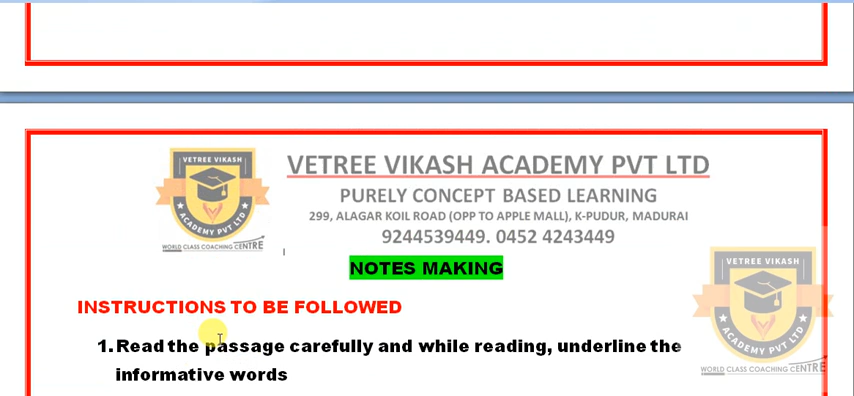 VETREE VIKASH
ACADEMY PVT LTD
WORLD CLASS COACHING CENTRE
VETREE VIKASH ACADEMY PVT LTD
PURELY CONCEPT BASED LEARNING
299, ALAGAR KOIL ROAD (OPP TO APPLE MALL), K-PUDUR, MADURAI
9244539449. 0452 4243449
NOTES MAKING
VETREE VIKASH
ACADEMY PVT LTD
WORLD CLASS COACHING CENTRE
INSTRUCTIONS TO BE FOLLOWED
1. Read the passage carefully and while reading, underline the
informative words